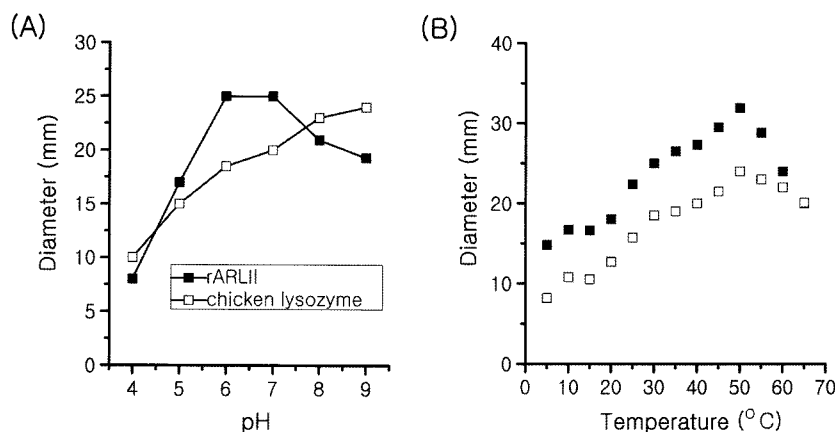 (A)
30
25
20
15
10
5
0
Diameter (mm)
rARLII
chicken lysozyme
4 5 6 7 8 9
pH
(B)
40
30
20
10
0
Diameter (mm)
0 10 20 30 40 50 60 70
Temperature (°C)